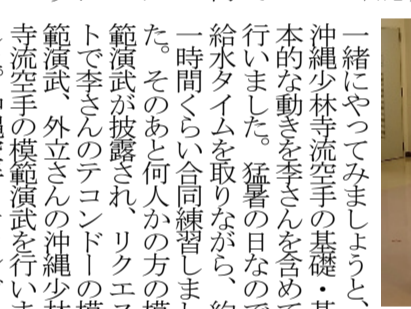 一緒にやってみましょうと、
沖縄少林寺流空手の基礎・基
本的な動きを李さんを含めて
行いました。猛暑の日なので
給水タイムを取りながら、約
一時間くらい合同練習しまし
た。そのあと何人かの方の模
範演武が披露され、リクエス
トで李さんのテコンドーの模
範演武、外立さんの沖縄少林
寺流空手の模範演武を行いま